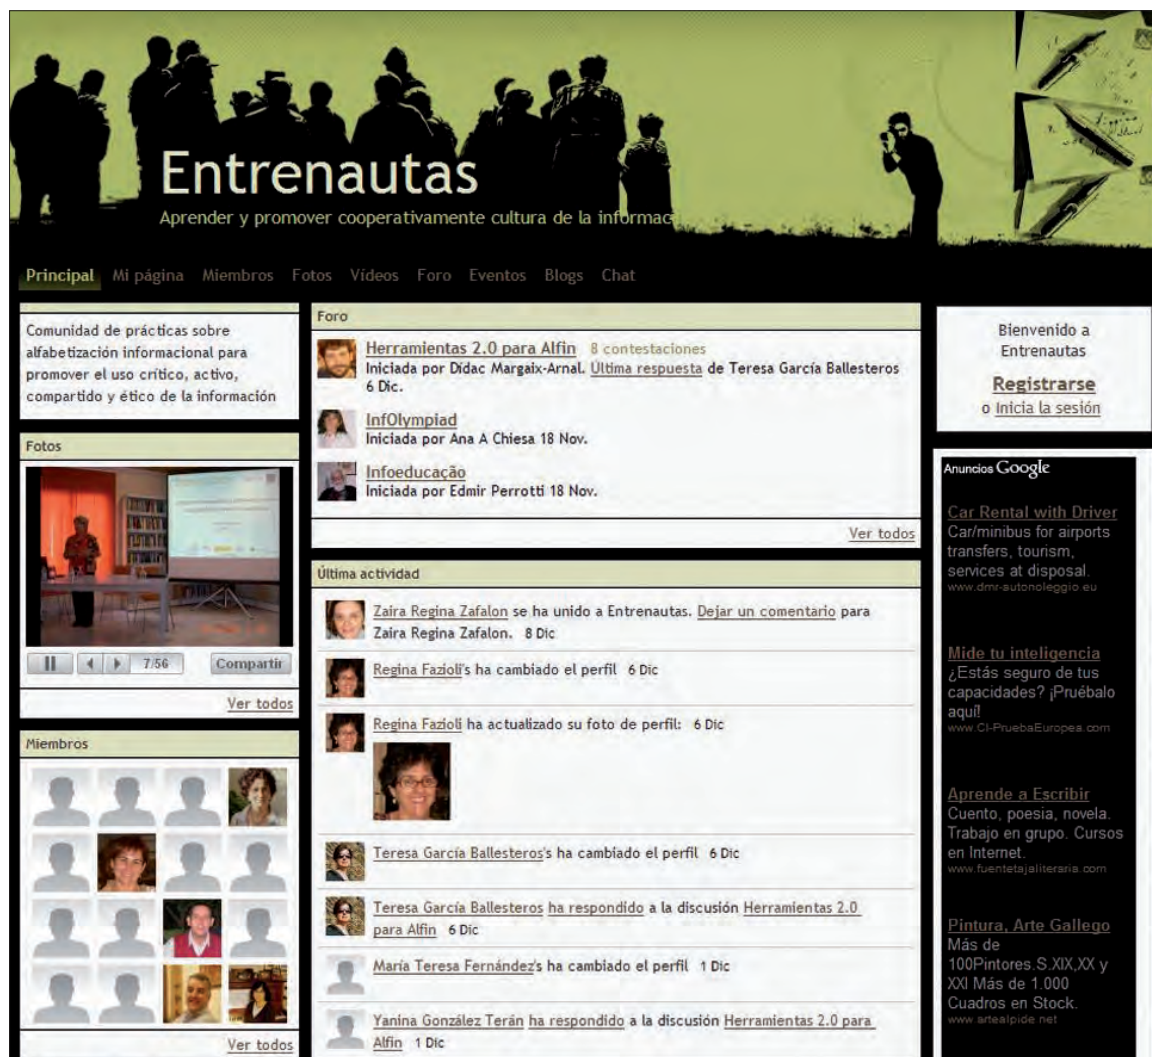 Entrenautas
Aprender y promover cooperativamente cultura de la informac
Principal Mi página Miembros Fotos Vídeos Foro Eventos Blogs Chat
Comunidad de prácticas sobre
alfabetización informacional para
promover el uso crítico, activo,
compartido y ético de la información
Fotos
7/56
Compartir
Ver todos
Miembros
Ver todos
Foro
Herramientas 2.0 para Alfin 8 contestaciones
Iniciada por Dídac Margaix-Arnal. Última respuesta de Teresa García Ballesteros
6 Dic.
InfOlympiad
Iniciada por Ana A Chiesa 18 Nov.
Infoeducação
Iniciada por Edmir Perrotti 18 Nov.
Ver todos
Última actividad
Zaira Regina Zafalon se ha unido a Entrenautas. Dejar un comentario para
Zaira Regina Zafalon. 8 Dic
Regina Fazioli's ha cambiado el perfil 6 Dic
Regina Fazioli ha actualizado su foto de perfil: 6 Dic
Teresa García Ballesteros's ha cambiado el perfil 6 Dic
Teresa García Ballesteros ha respondido a la discusión Herramientas 2.0
para Alfin 6 Dic
María Teresa Fernández's ha cambiado el perfil 1 Dic
Yanina González Terán ha respondido a la discusión Herramientas 2.0 para
Alfin 1 Dic
Bienvenido a
Entrenautas
Registrarse
o Inicia la sesión
Anuncios Google
Car Rental with Driver
Car/minibus for airports
transfers, tourism,
services at disposal.
www.dmr-autonoleggio.eu
Mide tu inteligencia
¿Estás seguro de tus
capacidades? ¡Pruébalo
aquí!
www.CI-PruebaEuropea.com
Aprende a Escribir
Cuento, poesia, novela.
Trabajo en grupo. Cursos
en Internet.
www.fuentetajaliteraria.com
Pintura, Arte Gallego
Más de
100Pintores.S.XIX,XX y
XXI Más de 1.000
Cuadros en Stock.
www.artealpide.net